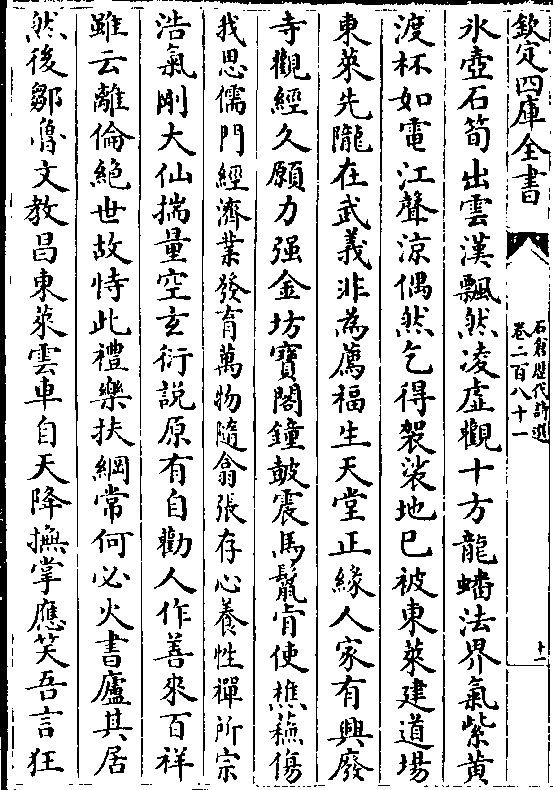 欽定四庫全書
石倉歷代詩選
卷二百八十一
十一
氷壺石筍出雲漢飄然凌虛觀十方龍蟠法界氣紫黄
渡杯如電江聲涼偶然乞得袈裟地已被東萊建道場
東萊先隴在武義非為薦福生天堂正緣人家有興廢
寺觀經久願力强金坊寶閣鐘皷震馬鬛肯使樵蘓傷
我思儒門經濟業發育萬物隨翕張存心養性禪所宗
浩氣剛大仙揣量空玄衍説原有自勸人作善來百祥
雖云離倫絶世故恃此禮樂扶綱常何必火書廬其居
然後鄒魯文教昌東萊雲車自天降撫掌應笑吾言狂